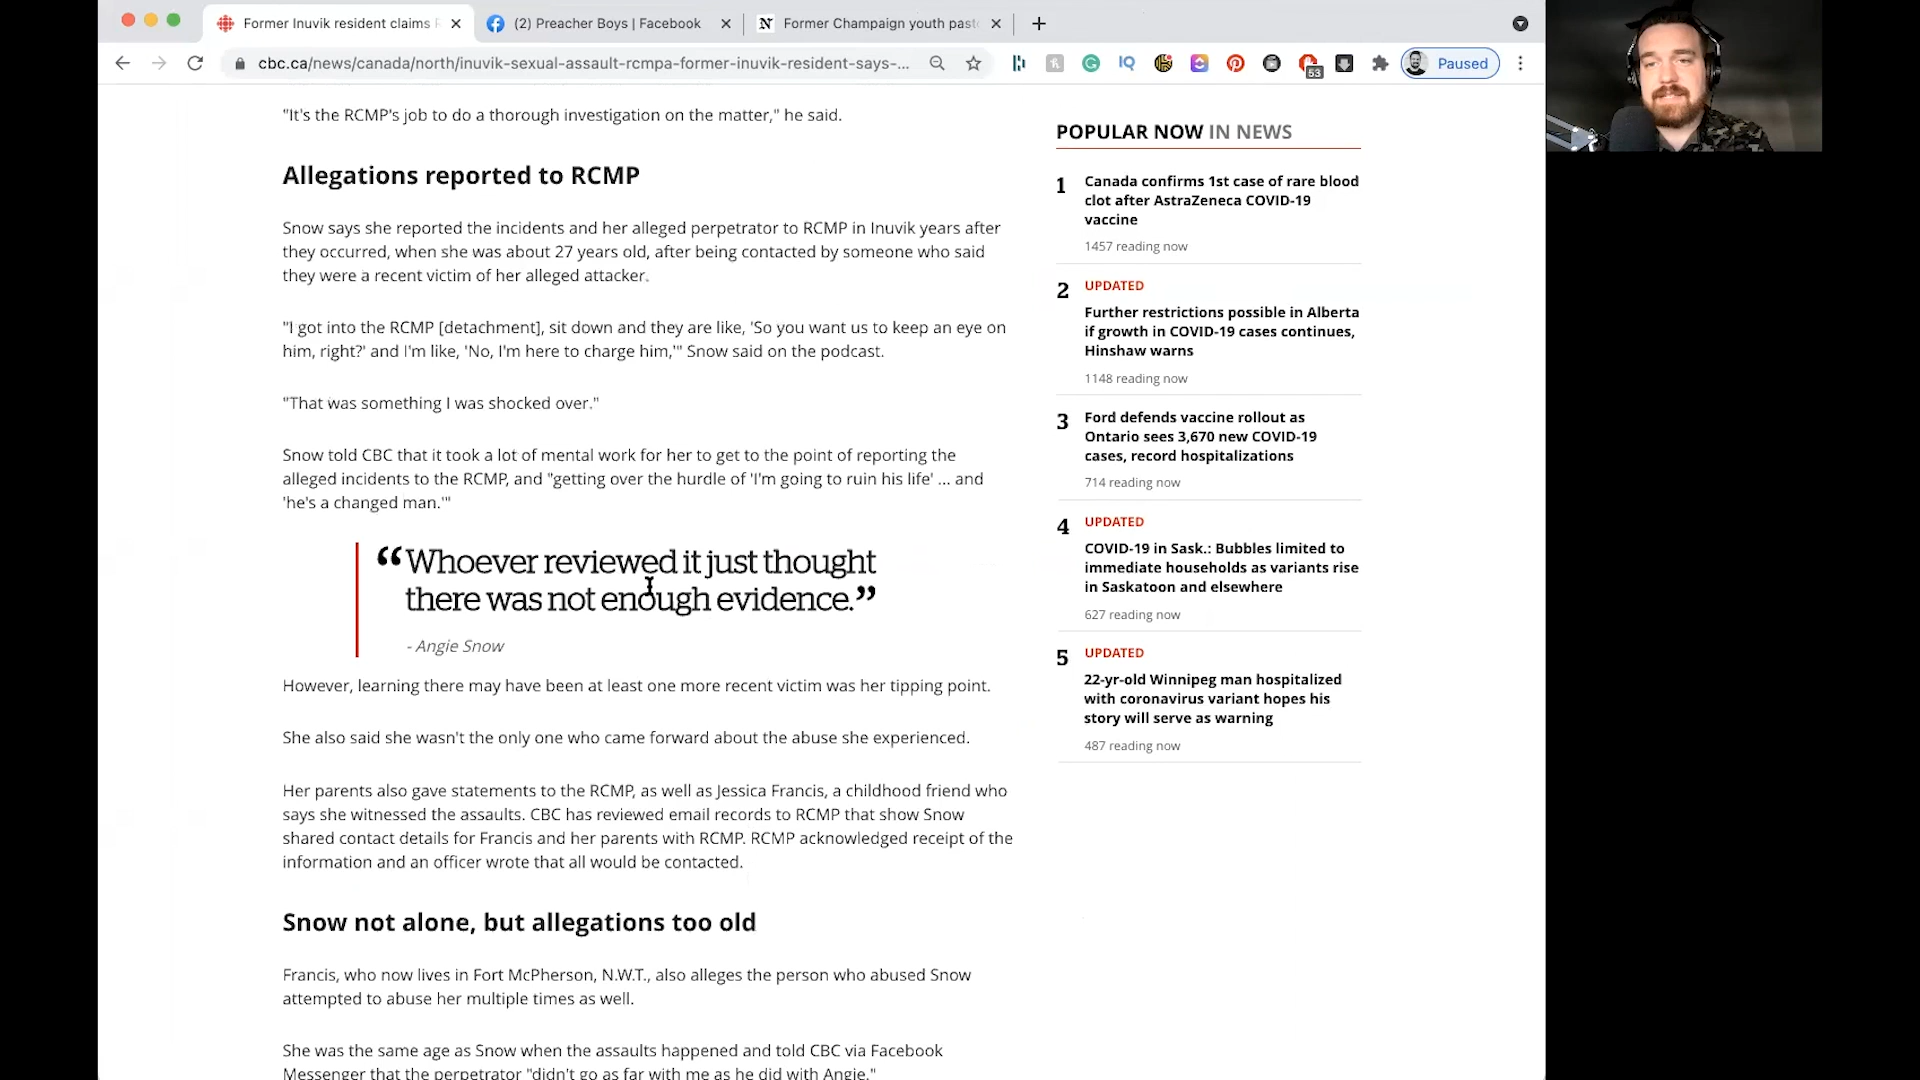 Former Inuvik resident claims
(2) Preacher Boys | Facebook
Former Champaign youth past
cbc.ca/news/canada/north/inuvik-sexual-assault-rcmpa-former-inuvik-resident-says-...
IQ
53
Paused
"It's the RCMP's job to do a thorough investigation on the matter," he said.
Allegations reported to RCMP
Snow says she reported the incidents and her alleged perpetrator to RCMP in Inuvik years after
they occurred, when she was about 27 years old, after being contacted by someone who said
they were a recent victim of her alleged attacker.
"I got into the RCMP [detachment], sit down and they are like, 'So you want us to keep an eye on
him, right?' and I'm like, 'No, I'm here to charge him,'" Snow said on the podcast.
"That was something I was shocked over."
Snow told CBC that it took a lot of mental work for her to get to the point of reporting the
alleged incidents to the RCMP, and "getting over the hurdle of 'I'm going to ruin his life' ... and
'he's a changed man.'"
“Whoever reviewed it just thought
there was not enough evidence.”
- Angie Snow
However, learning there may have been at least one more recent victim was her tipping point.
She also said she wasn't the only one who came forward about the abuse she experienced.
Her parents also gave statements to the RCMP, as well as Jessica Francis, a childhood friend who
says she witnessed the assaults. CBC has reviewed email records to RCMP that show Snow
shared contact details for Francis and her parents with RCMP. RCMP acknowledged receipt of the
information and an officer wrote that all would be contacted.
Snow not alone, but allegations too old
Francis, who now lives in Fort McPherson, N.W.T., also alleges the person who abused Snow
attempted to abuse her multiple times as well.
She was the same age as Snow when the assaults happened and told CBC via Facebook
Messenger that the perpetrator "didn't go as far with me as he did with Angie."
POPULAR NOW IN NEWS
1
Canada confirms 1st case of rare blood
clot after AstraZeneca COVID-19
vaccine
1457 reading now
2
UPDATED
Further restrictions possible in Alberta
if growth in COVID-19 cases continues,
Hinshaw warns
1148 reading now
3
Ford defends vaccine rollout as
Ontario sees 3,670 new COVID-19
cases, record hospitalizations
714 reading now
4
UPDATED
COVID-19 in Sask.: Bubbles limited to
immediate households as variants rise
in Saskatoon and elsewhere
627 reading now
5
UPDATED
22-yr-old Winnipeg man hospitalized
with coronavirus variant hopes his
story will serve as warning
487 reading now